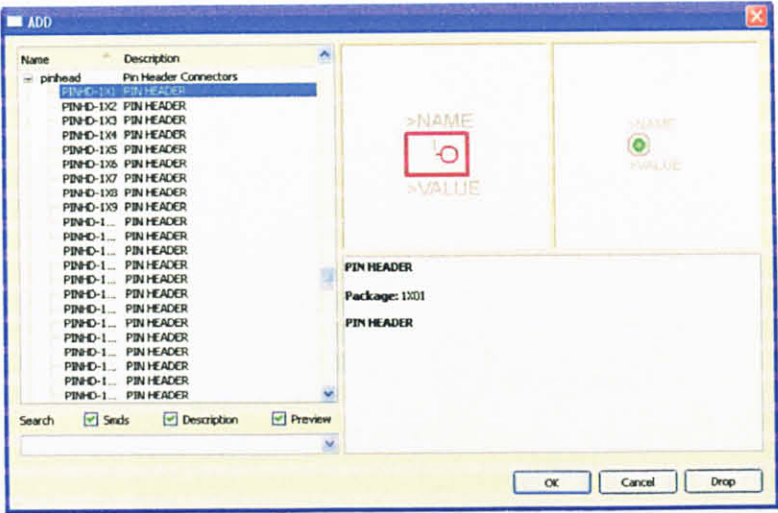 ADD
Name Description
pinhead Pin Header Connectors
PINHD-1X1 PIN HEADER
PINHD-1X2 PIN HEADER
PINHD-1X3 PIN HEADER
PINHD-1X4 PIN HEADER
PINHD-1X5 PIN HEADER
PINHD-1X6 PIN HEADER
PINHD-1X7 PIN HEADER
PINHD-1X8 PIN HEADER
PINHD-1X9 PIN HEADER
PINHD-1... PIN HEADER
PINHD-1... PIN HEADER
PINHD-1... PIN HEADER
PINHD-1... PIN HEADER
PINHD-1... PIN HEADER
PINHD-1... PIN HEADER
PINHD-1... PIN HEADER
PINHD-1... PIN HEADER
PINHD-1... PIN HEADER
PINHD-1... PIN HEADER
PINHD-1... PIN HEADER
PINHD-1... PIN HEADER
PINHD-1... PIN HEADER
Search Smds Description Preview
>NAME
1
>VALUE
>NAME
>VALUE
PIN HEADER
Package: 1X01
PIN HEADER
OK Cancel Drop